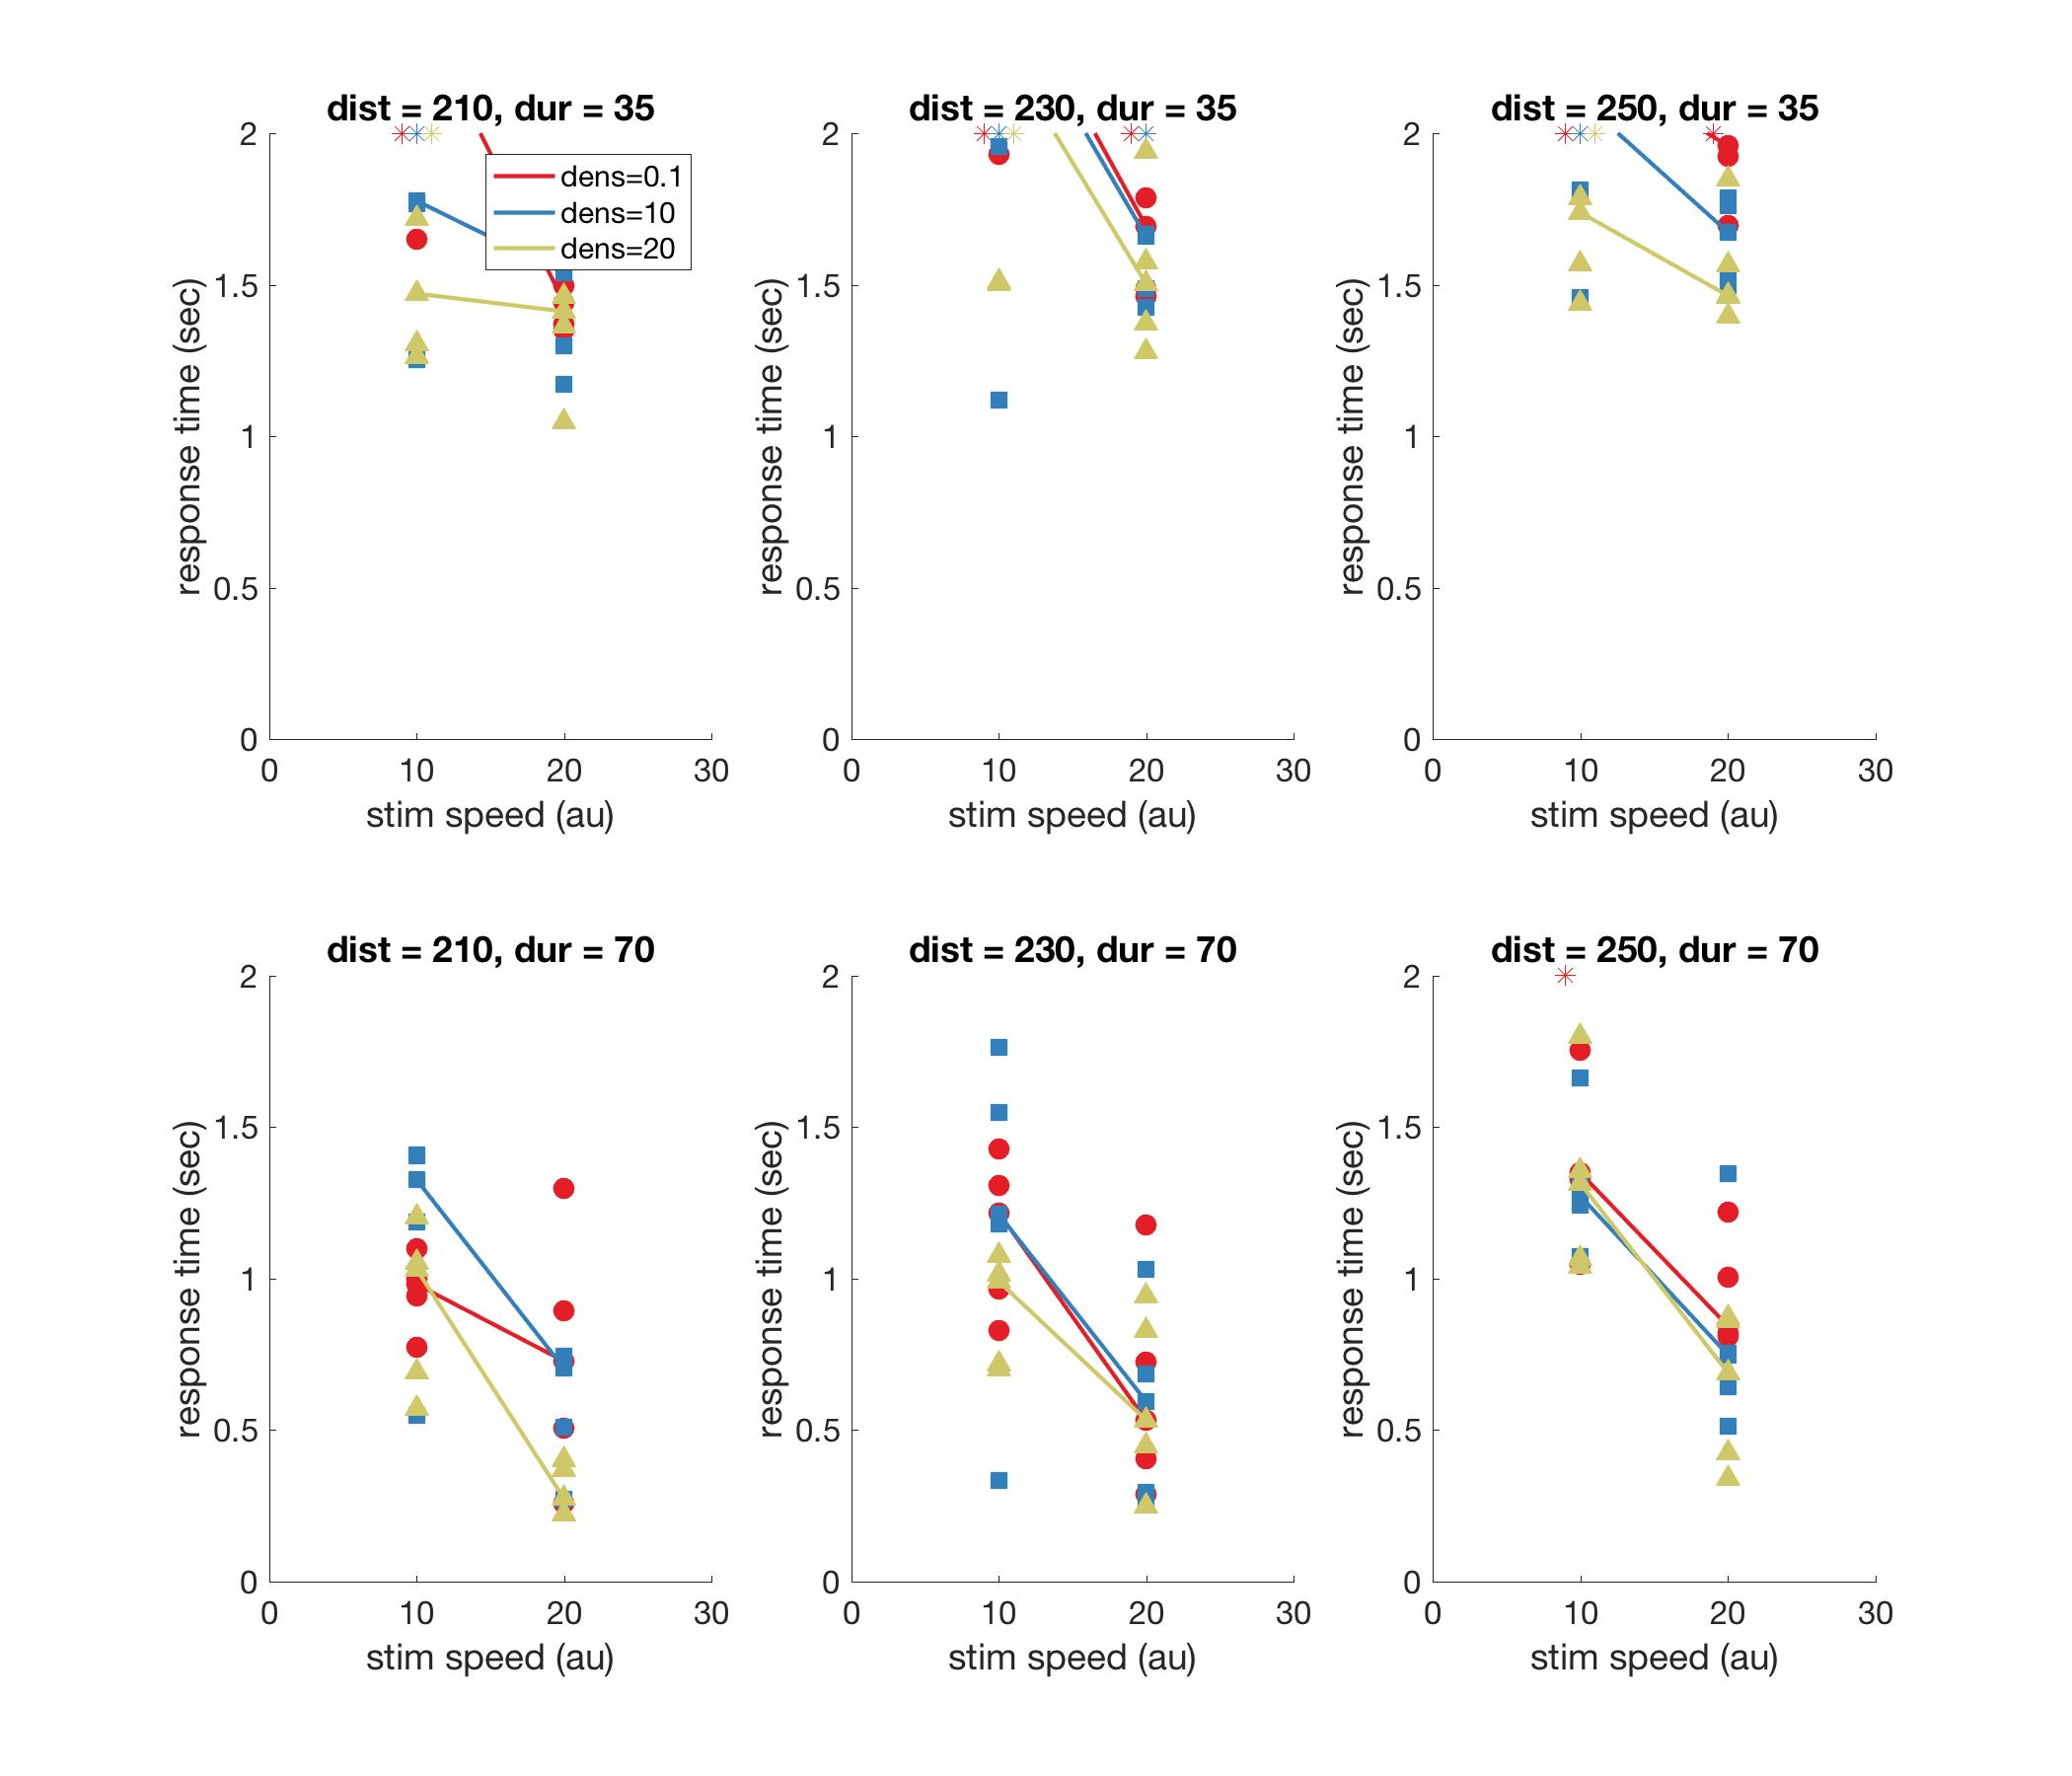 dist = 210, dur = 35
dist = 230, dur = 35
dist = 250, dur = 35
dens=0.1
dens=10
dens=20
response time (sec)
2
1.5
1
0.5
0
0 10 20 30
stim speed (au)
response time (sec)
2
1.5
1
0.5
0
0 10 20 30
stim speed (au)
response time (sec)
2
1.5
1
0.5
0
0 10 20 30
stim speed (au)
dist = 210, dur = 70
dist = 230, dur = 70
dist = 250, dur = 70
response time (sec)
2
1.5
1
0.5
0
0 10 20 30
stim speed (au)
response time (sec)
2
1.5
1
0.5
0
0 10 20 30
stim speed (au)
response time (sec)
2
1.5
1
0.5
0
0 10 20 30
stim speed (au)